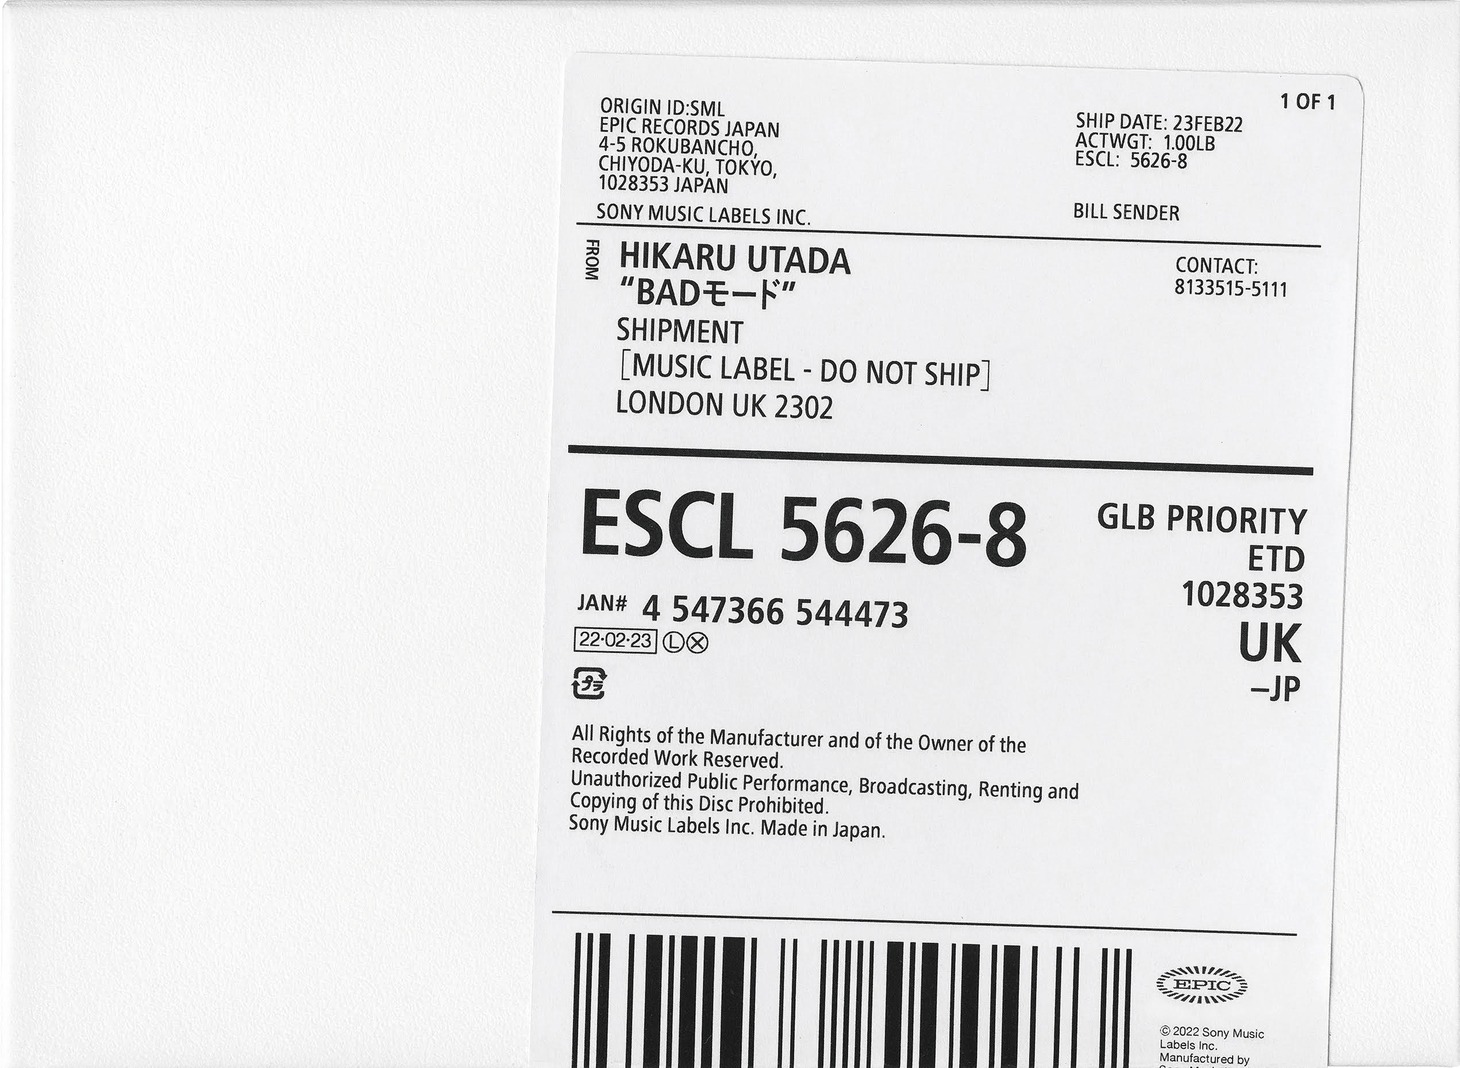 1 OF 1
ORIGIN ID:SML
EPIC RECORDS JAPAN
4-5 ROKUBANCHO,
CHIYODA-KU, TOKYO,
1028353 JAPAN
SONY MUSIC LABELS INC.
SHIP DATE: 23FEB22
ACTWGT: 1.00LB
ESCL: 5626-8
BILL SENDER
FROM
HIKARU UTADA
“BADモード”
SHIPMENT
[MUSIC LABEL - DO NOT SHIP]
LONDON UK 2302
CONTACT:
8133515-5111
ESCL 5626-8
JAN# 4 547366 544473
22·02·23 Ⓛ Ⓧ
プラ
GLB PRIORITY
ETD
1028353
UK
–JP
All Rights of the Manufacturer and of the Owner of the
Recorded Work Reserved.
Unauthorized Public Performance, Broadcasting, Renting and
Copying of this Disc Prohibited.
Sony Music Labels Inc. Made in Japan.
EPIC
© 2022 Sony Music
Labels Inc.
Manufactured by